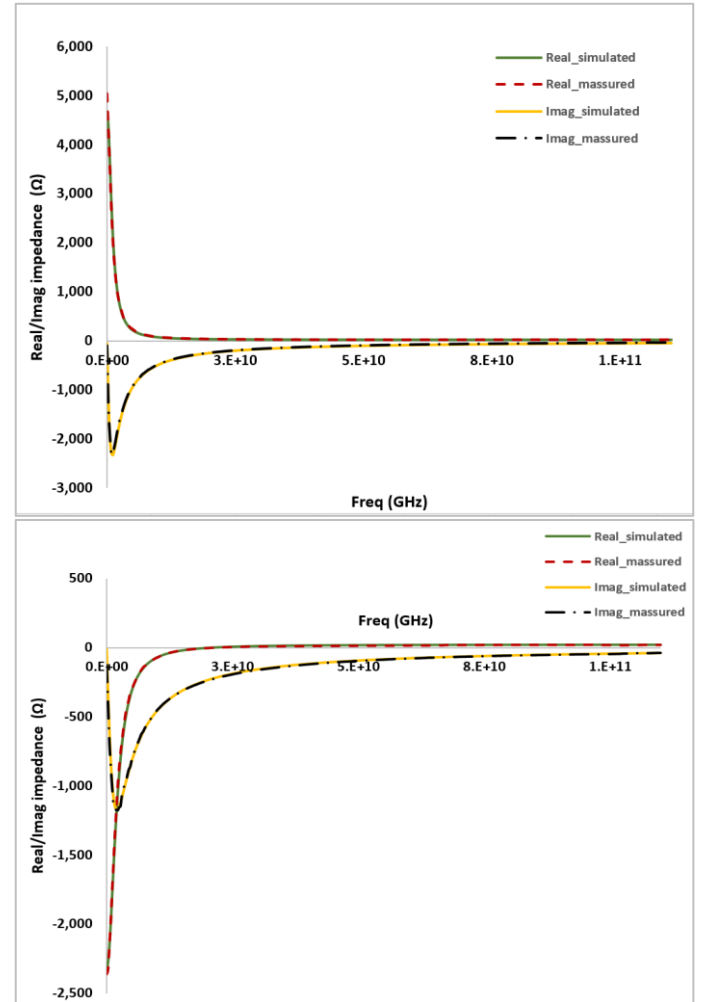 6,000
Real_simulated
Real_massured
5,000
Imag_simulated
Imag_massured
4,000
3,000
2,000
1,000
0
0.E+00 3.E+10 5.E+10 8.E+10 1.E+11
-1,000
-2,000
-3,000
Real/Imag impedance (Ω)
Freq (GHz)
Real_simulated
Real_massured
500
Imag_simulated
Imag_massured
Freq (GHz)
0
0.E+00 3.E+10 5.E+10 8.E+10 1.E+11
-500
-1,000
-1,500
-2,000
-2,500
Real/Imag impedance (Ω)